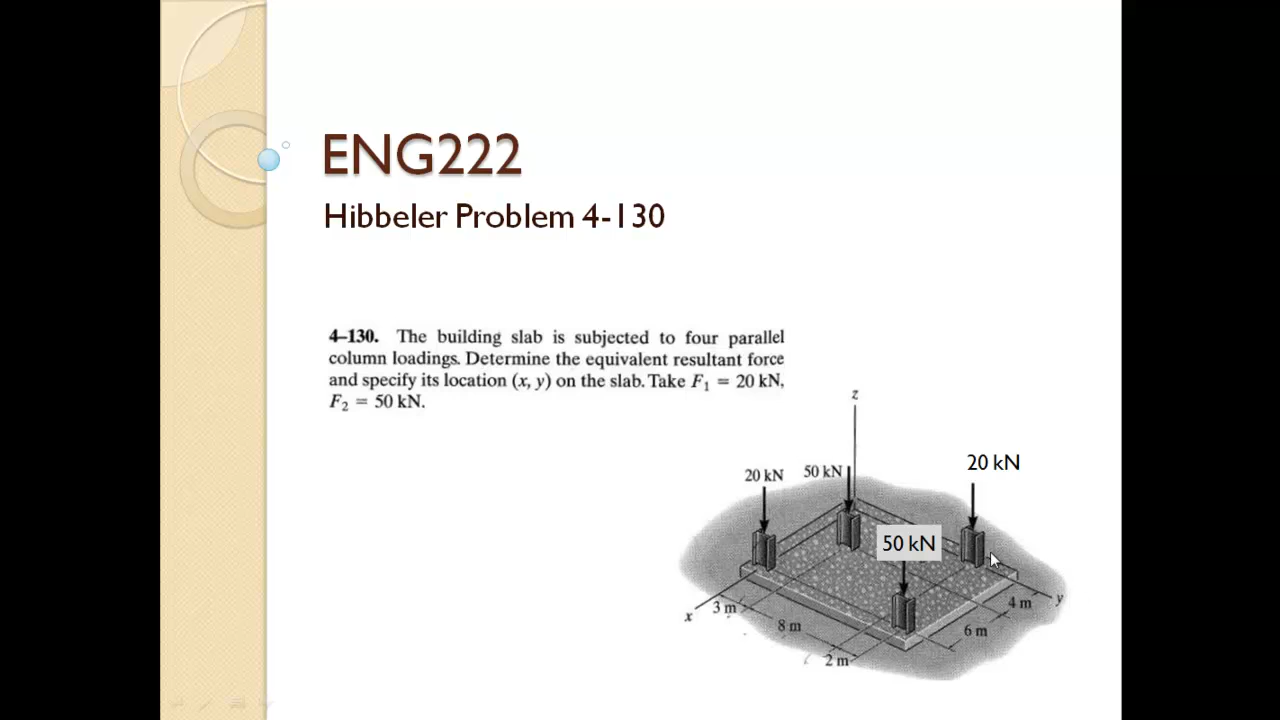 ENG222
Hibbeler Problem 4-130
4–130. The building slab is subjected to four parallel
column loadings. Determine the equivalent resultant force
and specify its location (x, y) on the slab. Take F₁ = 20 kN,
F₂ = 50 kN.
z
20 kN
20 kN 50 kN
50 kN
3 m
4 m
y
x
8 m
6 m
2 m